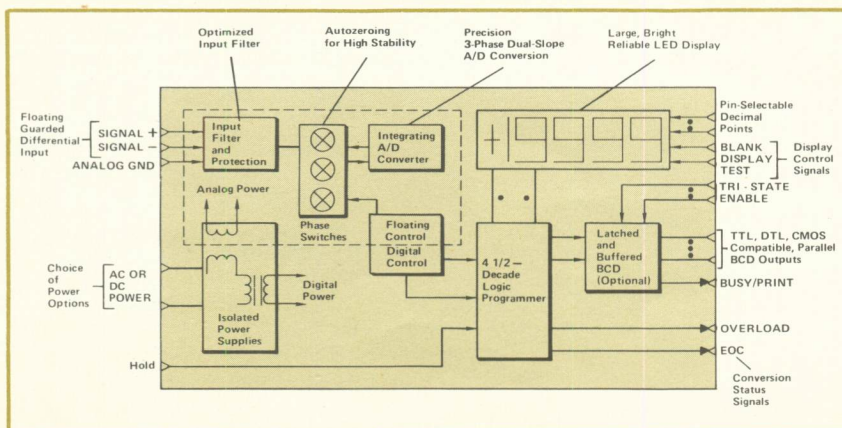 Optimized
Input Filter
Autozeroing
for High Stability
Precision
3-Phase Dual-Slope
A/D Conversion
Large, Bright
Reliable LED Display
Floating
Guarded
Differential
Input
SIGNAL +
SIGNAL −
ANALOG GND
Input
Filter
and
Protection
Integrating
A/D
Converter
Phase
Switches
Analog Power
Floating Control
Digital Control
Choice
of
Power
Options
AC OR
DC
POWER
Digital
Power
Isolated
Power
Supplies
Hold
4 1/2 —
Decade
Logic
Programmer
Latched
and
Buffered
BCD
(Optional)
Pin-Selectable
Decimal
Points
BLANK
DISPLAY
TEST
Display
Control
Signals
TRI - STATE
ENABLE
TTL, DTL, CMOS
Compatible, Parallel
BCD Outputs
BUSY/PRINT
OVERLOAD
EOC
Conversion
Status
Signals